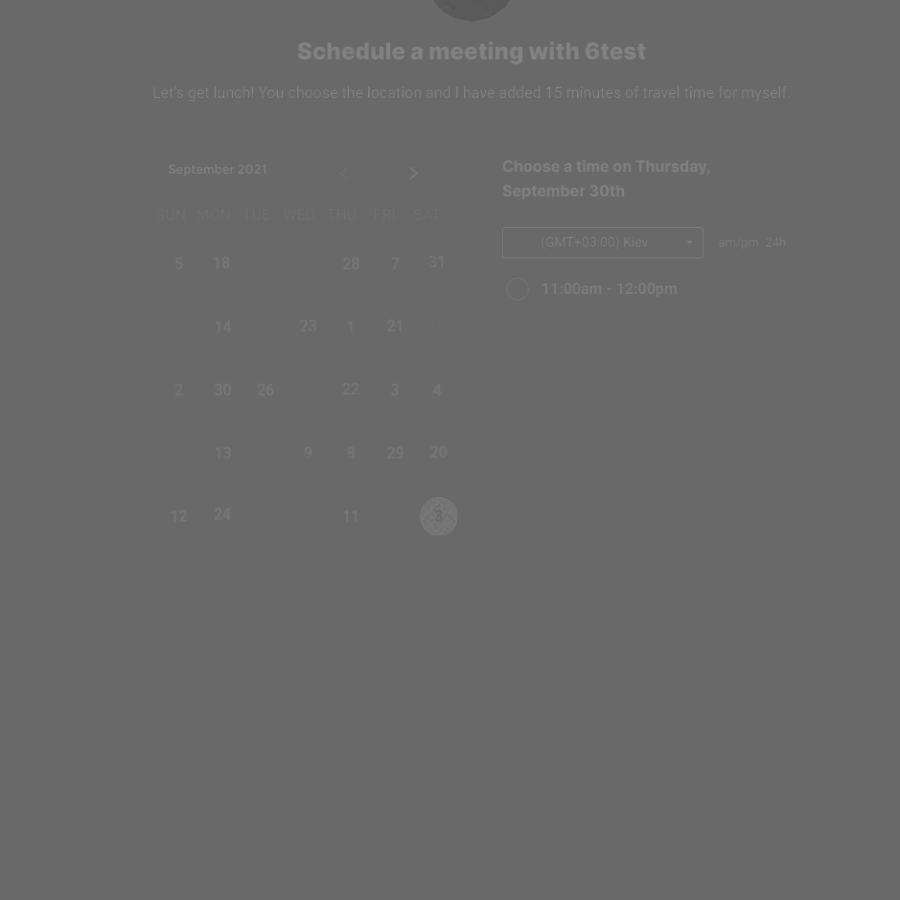 Schedule a meeting with 6test
Let's get lunch! You choose the location and I have added 15 minutes of travel time for myself.
September 2021
SUN MON TUE WED THU FRI SAT
5 18 28 7 31
14 23 1 21
2 30 26 22 3 4
13 9 8 29 20
12 24 11
Choose a time on Thursday,
September 30th
(GMT+03:00) Kiev am/pm 24h
11:00am - 12:00pm